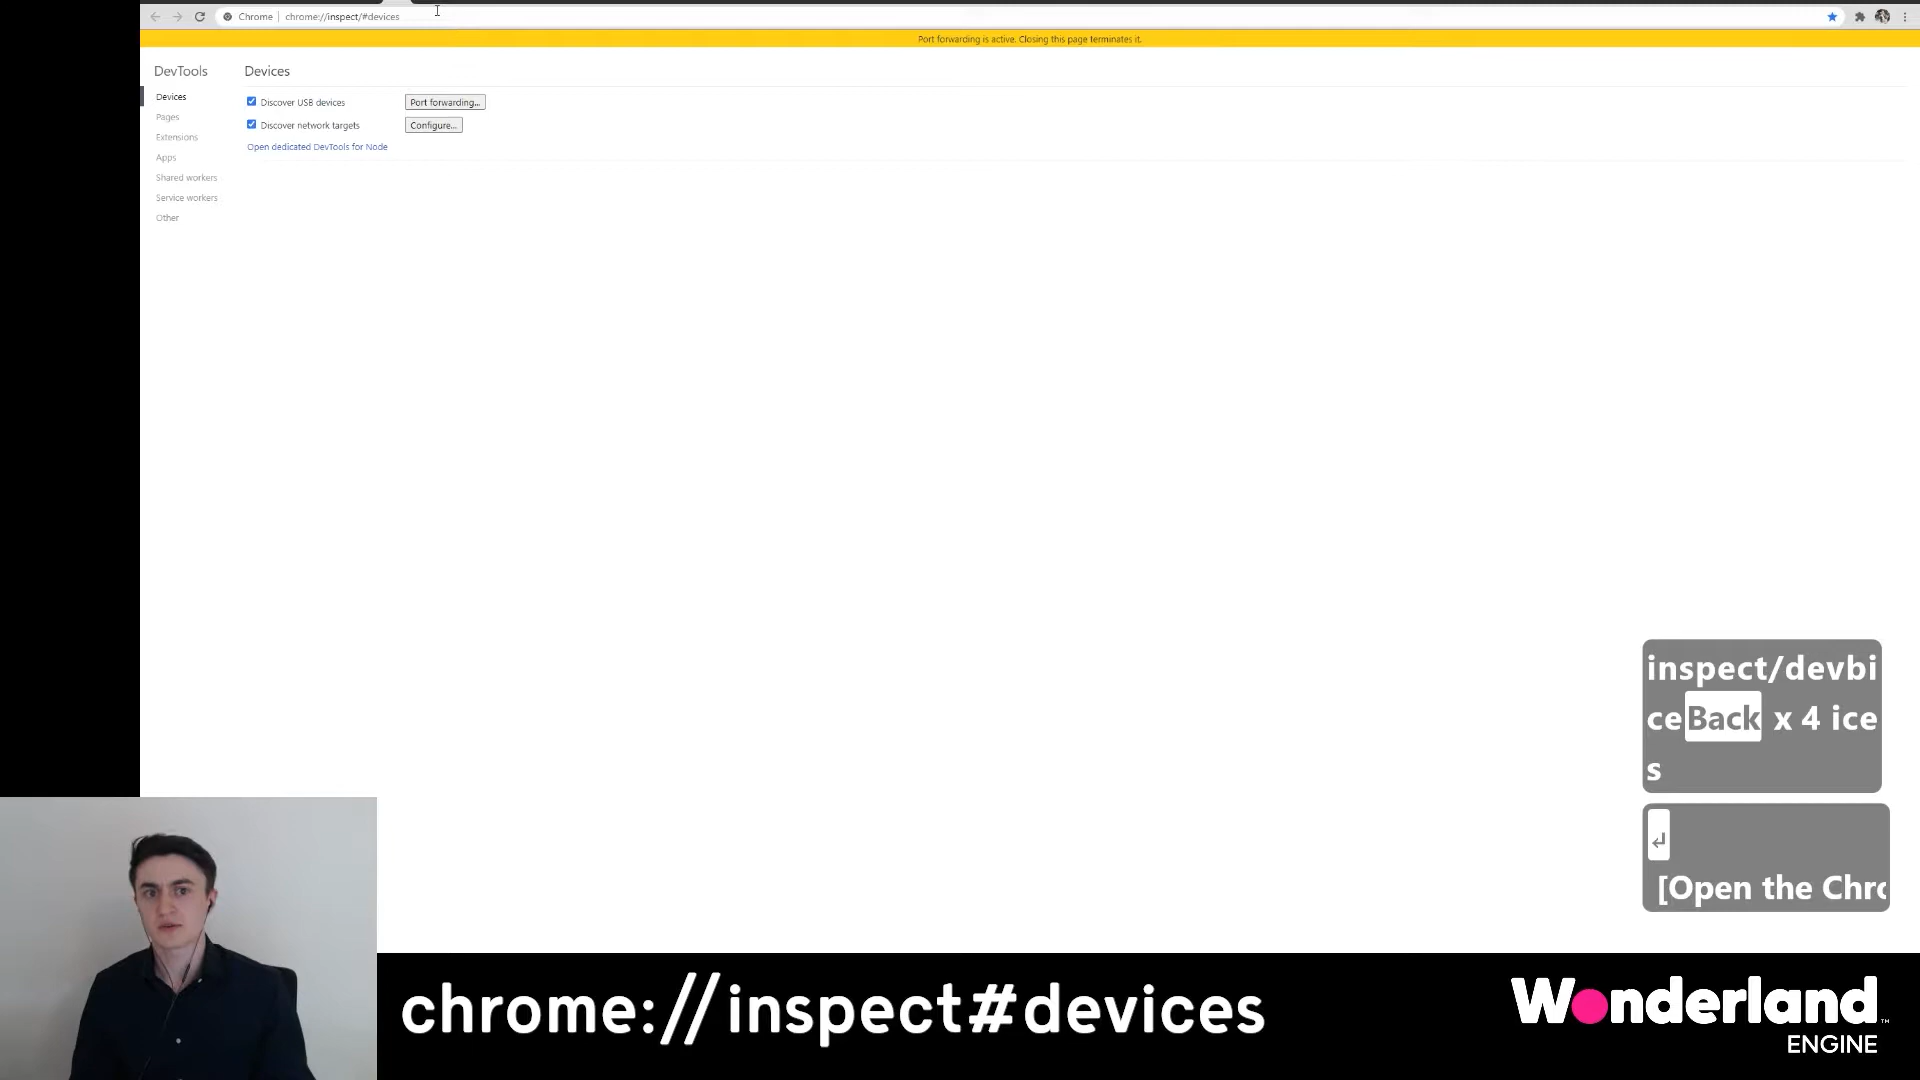 Chrome | chrome://inspect/#devices
Port forwarding is active. Closing this page terminates it.
DevTools
Devices
Pages
Extensions
Apps
Shared workers
Service workers
Other
Devices
Discover USB devices
Port forwarding...
Discover network targets
Configure...
Open dedicated DevTools for Node
inspect/devbi
ceBack x 4 ice
s
↵
[Open the Chrc
chrome://inspect#devices
Wonderland™
ENGINE